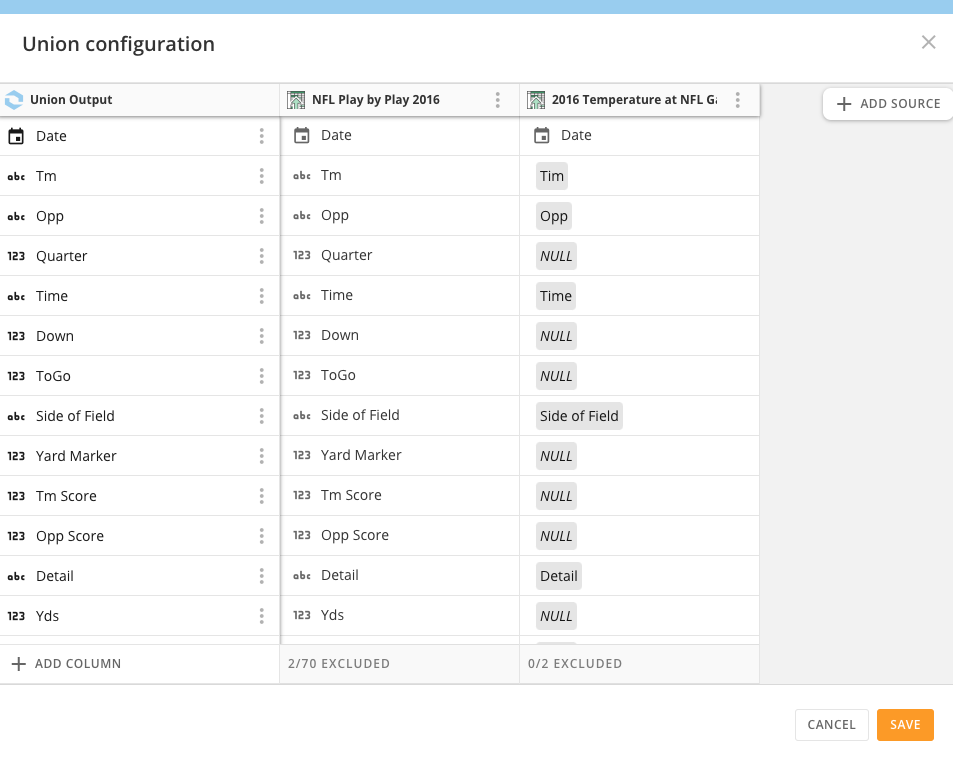 Union configuration
Union Output NFL Play by Play 2016 2016 Temperature at NFL Ga
ADD SOURCE
Date Date Date
abc Tm abc Tm Tim
abc Opp abc Opp Opp
123 Quarter 123 Quarter NULL
abc Time abc Time Time
123 Down 123 Down NULL
123 ToGo 123 ToGo NULL
abc Side of Field abc Side of Field Side of Field
123 Yard Marker 123 Yard Marker NULL
123 Tm Score 123 Tm Score NULL
123 Opp Score 123 Opp Score NULL
abc Detail abc Detail Detail
123 Yds 123 Yds NULL
ADD COLUMN 2/70 EXCLUDED 0/2 EXCLUDED
CANCEL SAVE